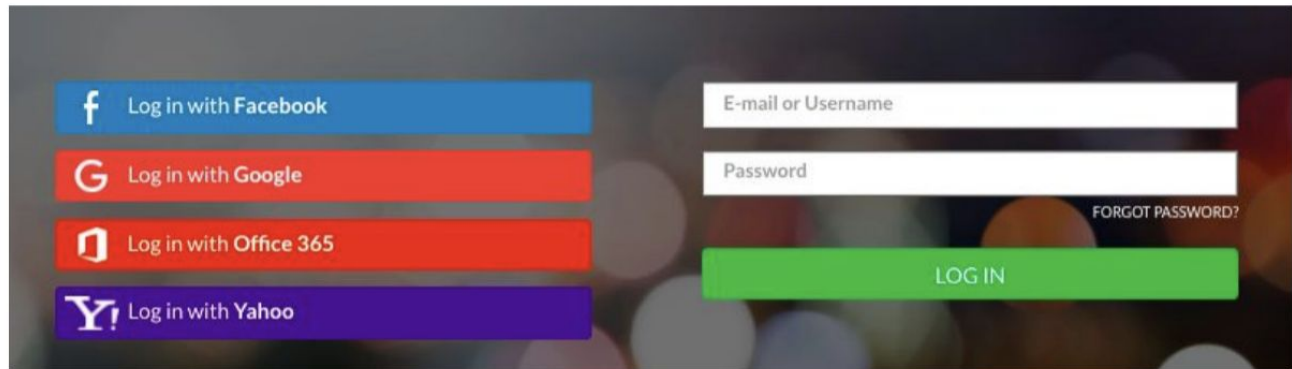 Log in with Facebook
Log in with Google
Log in with Office 365
Y! Log in with Yahoo
E-mail or Username
Password
FORGOT PASSWORD?
LOG IN